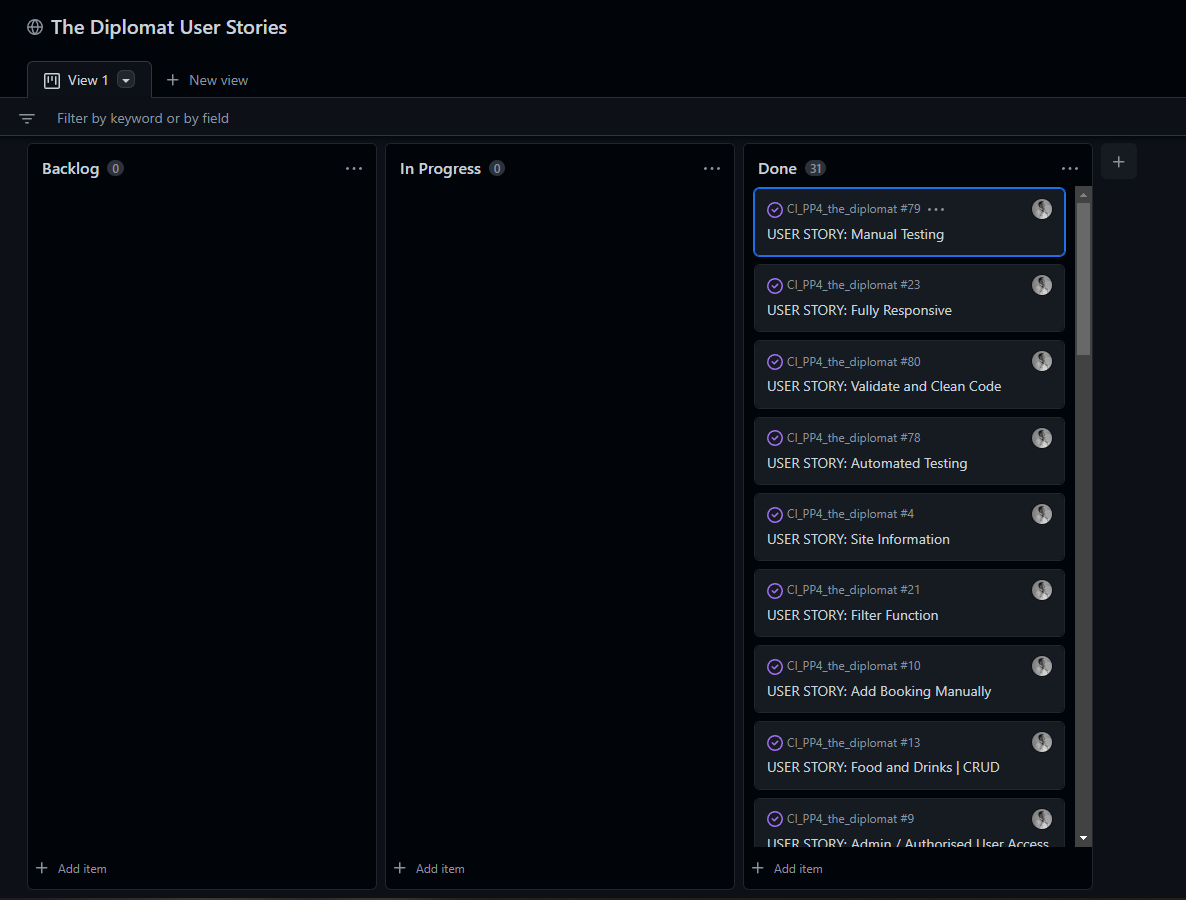 The Diplomat User Stories
View 1
New view
Filter by keyword or by field
Backlog 0
In Progress 0
Done 31
CI_PP4_the_diplomat #79
USER STORY: Manual Testing
CI_PP4_the_diplomat #23
USER STORY: Fully Responsive
CI_PP4_the_diplomat #80
USER STORY: Validate and Clean Code
CI_PP4_the_diplomat #78
USER STORY: Automated Testing
CI_PP4_the_diplomat #4
USER STORY: Site Information
CI_PP4_the_diplomat #21
USER STORY: Filter Function
CI_PP4_the_diplomat #10
USER STORY: Add Booking Manually
CI_PP4_the_diplomat #13
USER STORY: Food and Drinks | CRUD
CI_PP4_the_diplomat #9
USER STORY: Admin / Authorised User Access
Add item
Add item
Add item